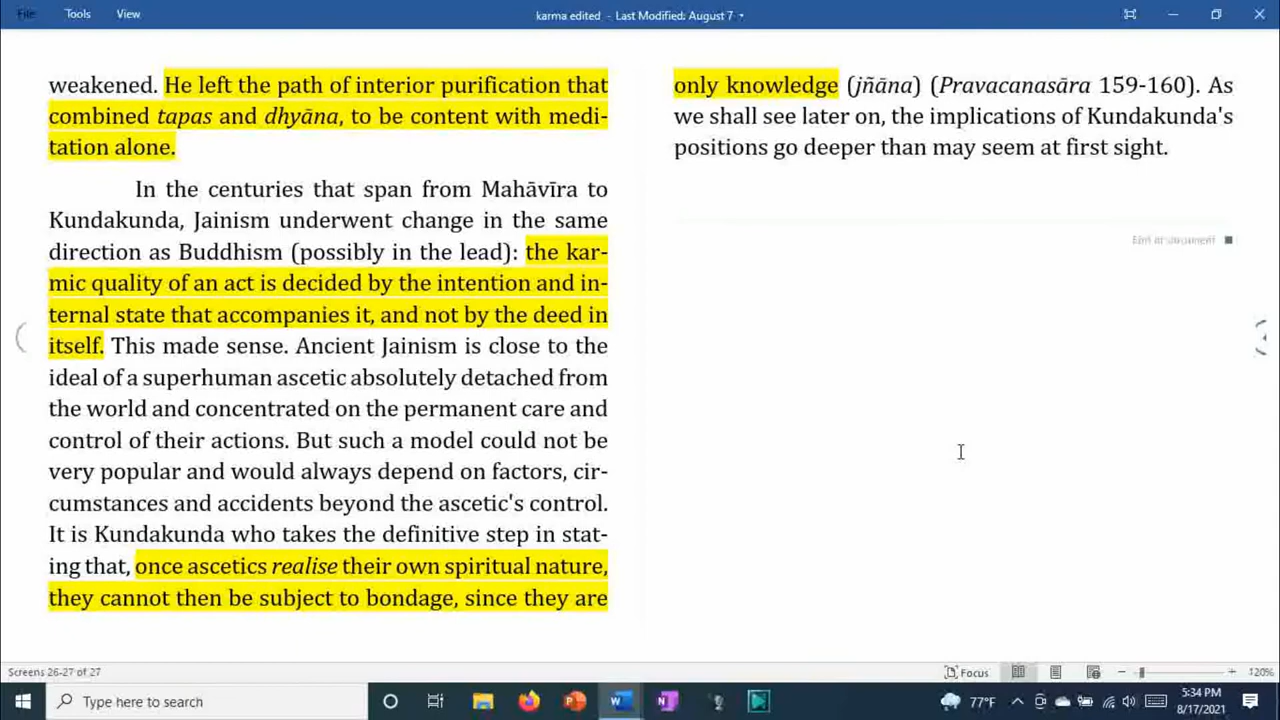 File
Tools
View
karma edited - Last Modified: August 7
weakened. He left the path of interior purification that
combined tapas and dhyāna, to be content with medi-
tation alone.
In the centuries that span from Mahāvīra to
Kundakunda, Jainism underwent change in the same
direction as Buddhism (possibly in the lead): the kar-
mic quality of an act is decided by the intention and in-
ternal state that accompanies it, and not by the deed in
itself. This made sense. Ancient Jainism is close to the
ideal of a superhuman ascetic absolutely detached from
the world and concentrated on the permanent care and
control of their actions. But such a model could not be
very popular and would always depend on factors, cir-
cumstances and accidents beyond the ascetic's control.
It is Kundakunda who takes the definitive step in stat-
ing that, once ascetics realise their own spiritual nature,
they cannot then be subject to bondage, since they are
only knowledge (jñāna) (Pravacanasāra 159-160). As
we shall see later on, the implications of Kundakunda's
positions go deeper than may seem at first sight.
End of document
Screens 26-27 of 27
Focus
120%
Type here to search
77°F
5:34 PM
8/17/2021